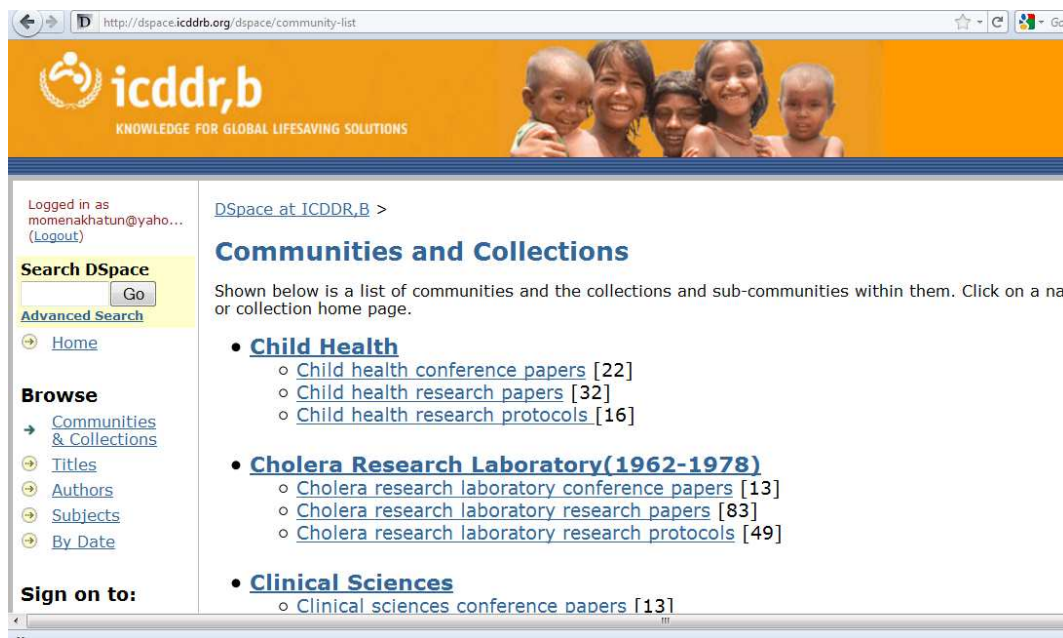 http://dspace.icddrb.org/dspace/community-list
icddr,b
KNOWLEDGE FOR GLOBAL LIFESAVING SOLUTIONS
Logged in as
momenakhatun@yaho...
(Logout)
Search DSpace
Go
Advanced Search
Home
Browse
Communities
& Collections
Titles
Authors
Subjects
By Date
Sign on to:
DSpace at ICDDR,B >
Communities and Collections
Shown below is a list of communities and the collections and sub-communities within them. Click on a na
or collection home page.
• Child Health
Child health conference papers [22]
Child health research papers [32]
Child health research protocols [16]
• Cholera Research Laboratory(1962-1978)
Cholera research laboratory conference papers [13]
Cholera research laboratory research papers [83]
Cholera research laboratory research protocols [49]
• Clinical Sciences
Clinical sciences conference papers [13]